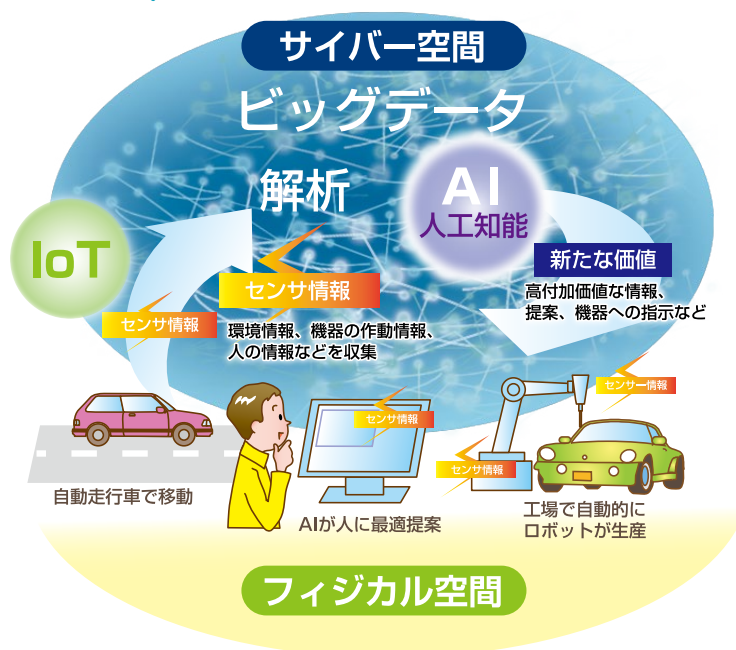 サイバー空間
ビッグデータ
解析
AI
人工知能
IoT
新たな価値
高付加価値な情報、
提案、機器への指示など
センサ情報
環境情報、機器の作動情報、
人の情報などを収集
センサ情報
センサー情報
センサ情報
センサ情報
自動走行車で移動
AIが人に最適提案
工場で自動的に
ロボットが生産
フィジカル空間